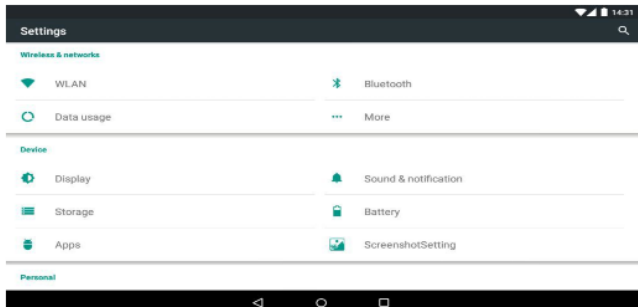 14:31
Settings
Wireless & networks
WLAN Bluetooth
Data usage More
Device
Display Sound & notification
Storage Battery
Apps ScreenshotSetting
Personal